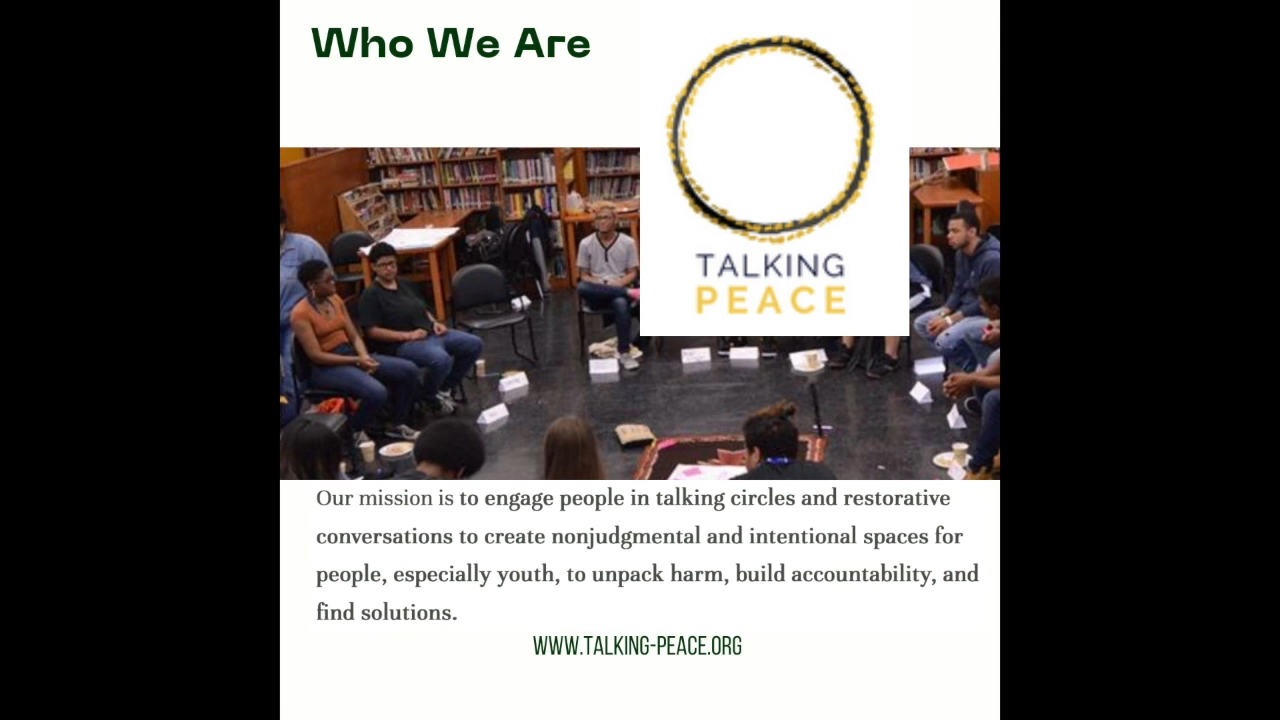 Who We Are
TALKING
PEACE
Our mission is to engage people in talking circles and restorative
conversations to create nonjudgmental and intentional spaces for
people, especially youth, to unpack harm, build accountability, and
find solutions.
WWW.TALKING-PEACE.ORG